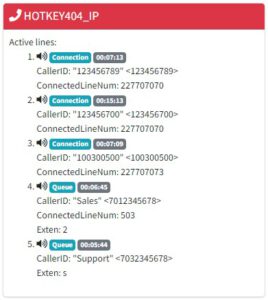 HOTKEY404_IP
Active lines:
1. Connection 00:07:13
CallerID: "123456789" <123456789>
ConnectedLineNum: 227707070
2. Connection 00:15:13
CallerID: "123456700" <123456700>
ConnectedLineNum: 227707070
3. Connection 00:07:09
CallerID: "100300500" <100300500>
ConnectedLineNum: 227707073
4. Queue 00:06:45
CallerID: "Sales" <7012345678>
ConnectedLineNum: 503
Exten: 2
5. Queue 00:05:44
CallerID: "Support" <7032345678>
Exten: s